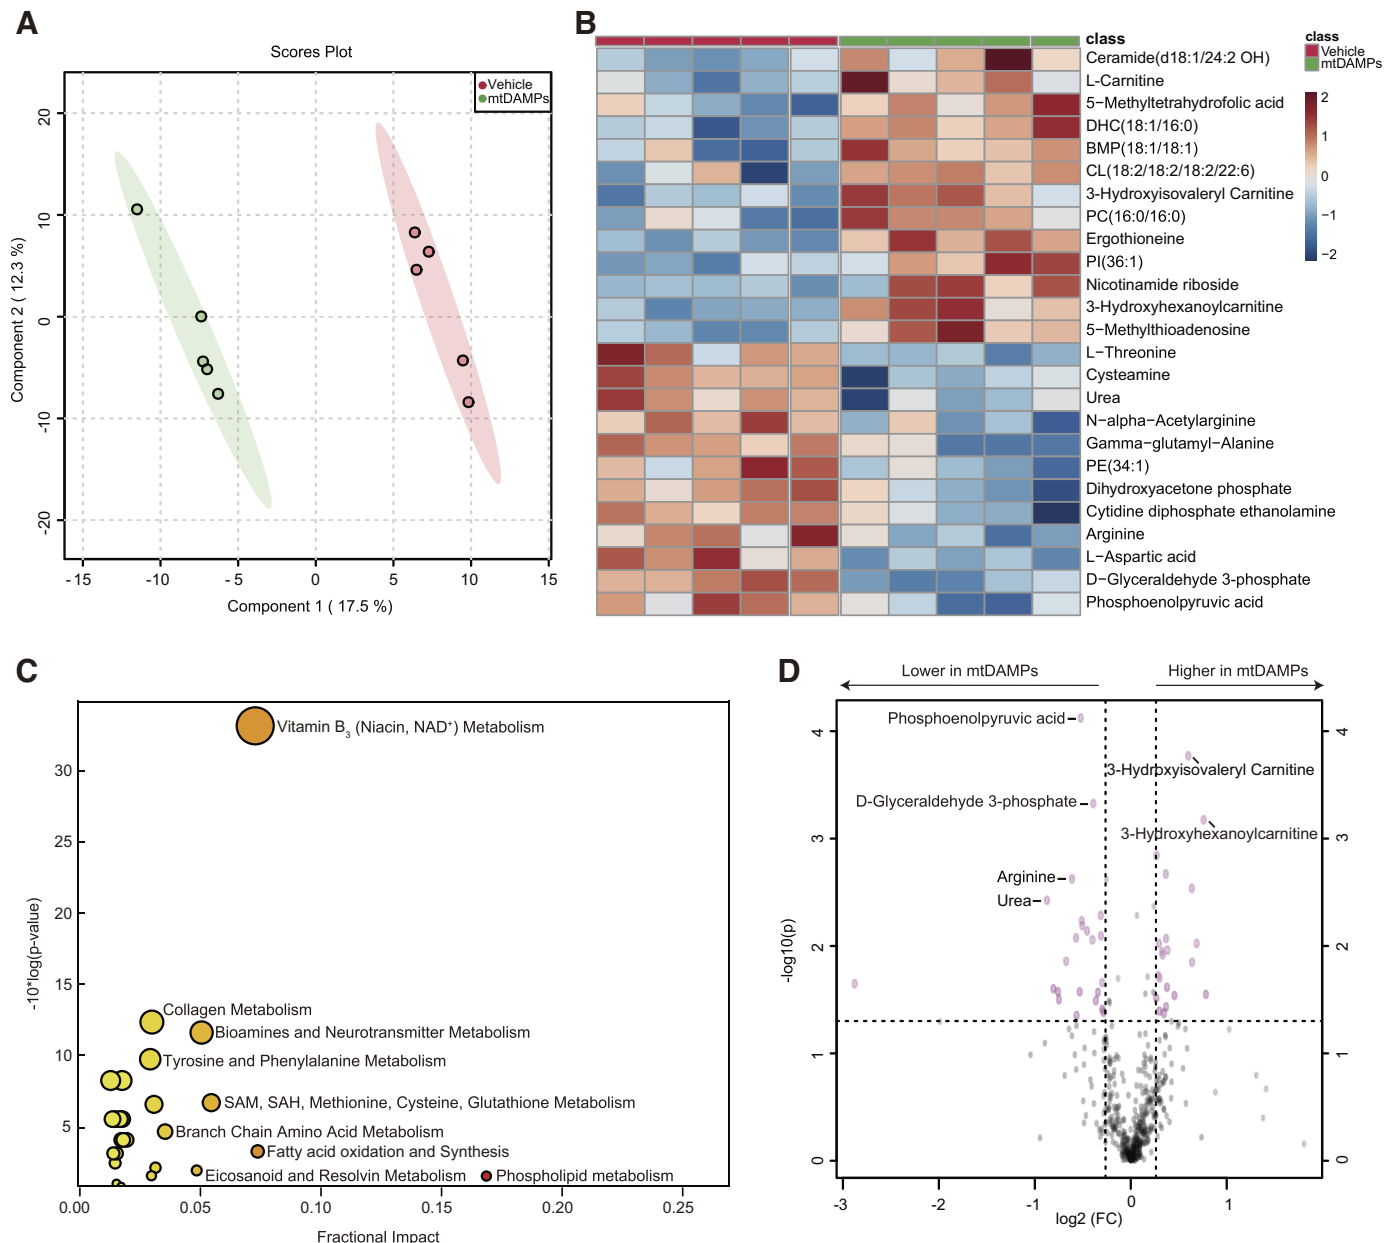 A
Scores Plot
Vehicle
mtDAMPs
Component 2 ( 12.3 %)
20
10
0
-10
-20
-15
-10
-5
0
5
10
15
Component 1 ( 17.5 %)
B
class
Ceramide(d18:1/24:2 OH)
L-Carnitine
5−Methyltetrahydrofolic acid
DHC(18:1/16:0)
BMP(18:1/18:1)
CL(18:2/18:2/18:2/22:6)
3-Hydroxyisovaleryl Carnitine
PC(16:0/16:0)
Ergothioneine
PI(36:1)
Nicotinamide riboside
3-Hydroxyhexanoylcarnitine
5−Methylthioadenosine
L−Threonine
Cysteamine
Urea
N−alpha−Acetylarginine
Gamma−glutamyl−Alanine
PE(34:1)
Dihydroxyacetone phosphate
Cytidine diphosphate ethanolamine
Arginine
L−Aspartic acid
D−Glyceraldehyde 3-phosphate
Phosphoenolpyruvic acid
class
Vehicle
mtDAMPs
2
1
0
−1
−2
C
-10*log(p-value)
30
25
20
15
10
5
Vitamin B3 (Niacin, NAD+) Metabolism
Collagen Metabolism
Bioamines and Neurotransmitter Metabolism
Tyrosine and Phenylalanine Metabolism
SAM, SAH, Methionine, Cysteine, Glutathione Metabolism
Branch Chain Amino Acid Metabolism
Fatty acid oxidation and Synthesis
Eicosanoid and Resolvin Metabolism
Phospholipid metabolism
0.00
0.05
0.10
0.15
0.20
0.25
Fractional Impact
D
Lower in mtDAMPs
Higher in mtDAMPs
-log10(p)
4
3
2
1
0
4
3
2
1
0
Phosphoenolpyruvic acid
3-Hydroxyisovaleryl Carnitine
D-Glyceraldehyde 3-phosphate
3-Hydroxyhexanoylcarnitine
Arginine
Urea
-3
-2
-1
0
1
log2 (FC)